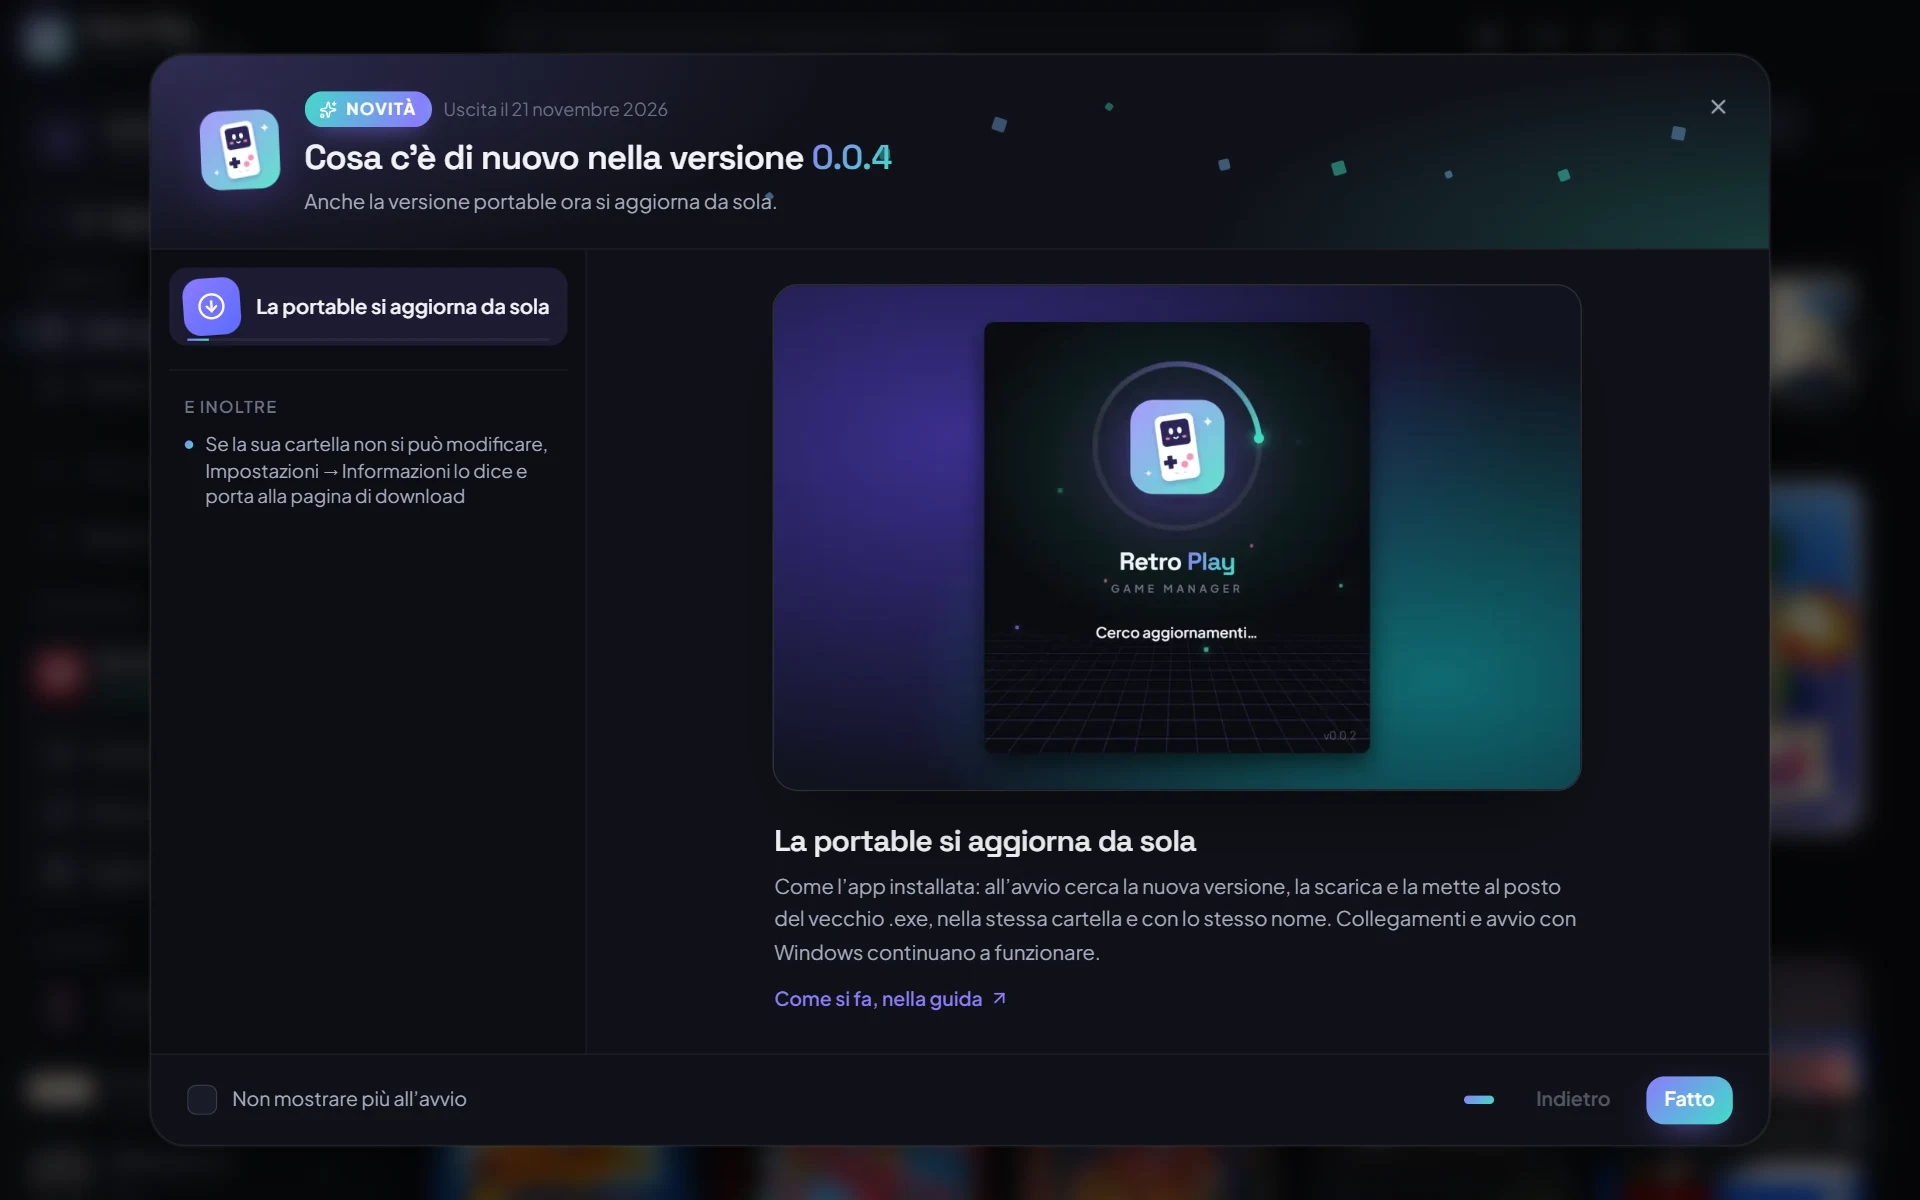 NOVITÀ
Uscita il 21 novembre 2026
Cosa c’è di nuovo nella versione 0.0.4
Anche la versione portable ora si aggiorna da sola.
La portable si aggiorna da sola
E INOLTRE
Se la sua cartella non si può modificare,
Impostazioni → Informazioni lo dice e
porta alla pagina di download
Retro Play
GAME MANAGER
Cerco aggiornamenti…
v0.0.2
La portable si aggiorna da sola
Come l’app installata: all’avvio cerca la nuova versione, la scarica e la mette al posto
del vecchio .exe, nella stessa cartella e con lo stesso nome. Collegamenti e avvio con
Windows continuano a funzionare.
Come si fa, nella guida
Non mostrare più all’avvio
Indietro
Fatto